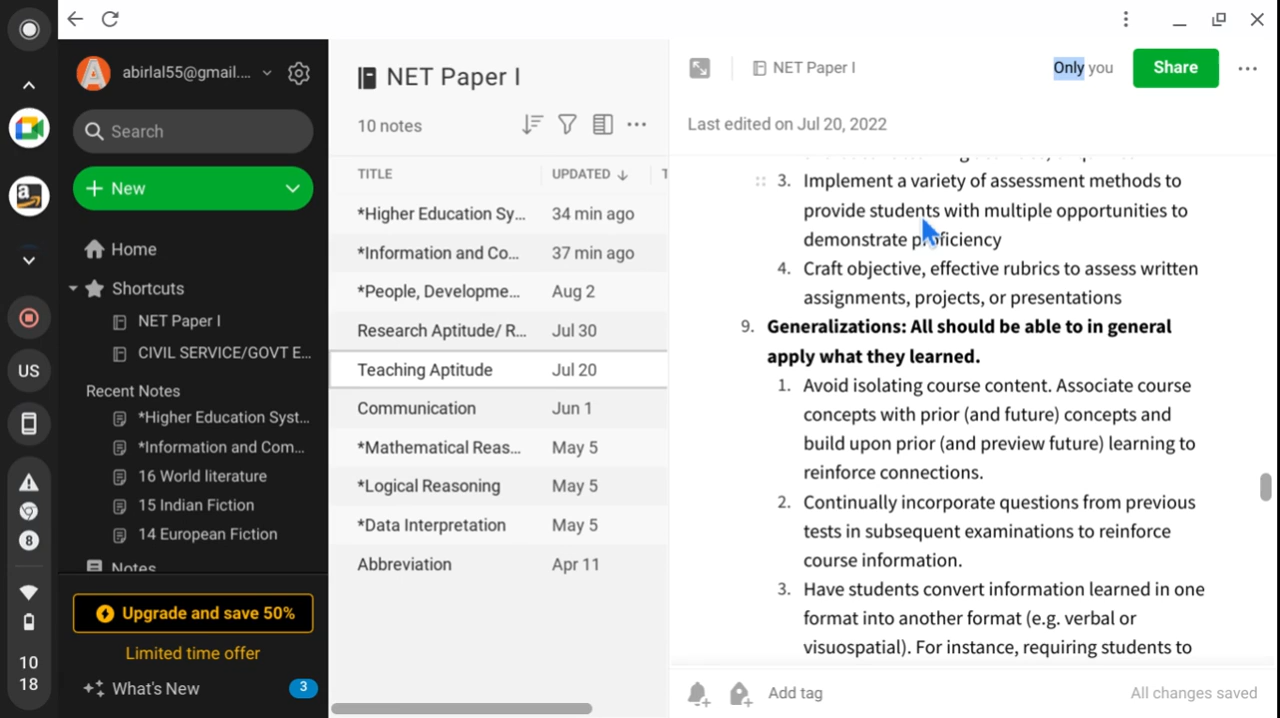 abirlal55@gmail....
Search
New
Home
Shortcuts
NET Paper I
CIVIL SERVICE/GOVT E...
Recent Notes
*Higher Education Syst...
*Information and Com...
16 World literature
15 Indian Fiction
14 European Fiction
Notes
Upgrade and save 50%
Limited time offer
What's New 3
US
8
10
18
NET Paper I
10 notes
TITLE UPDATED
*Higher Education Sy... 34 min ago
*Information and Co... 37 min ago
*People, Developme... Aug 2
Research Aptitude/ R... Jul 30
Teaching Aptitude Jul 20
Communication Jun 1
*Mathematical Reas... May 5
*Logical Reasoning May 5
*Data Interpretation May 5
Abbreviation Apr 11
NET Paper I
Only you
Share
Last edited on Jul 20, 2022
3. Implement a variety of assessment methods to
provide students with multiple opportunities to
demonstrate proficiency
4. Craft objective, effective rubrics to assess written
assignments, projects, or presentations
9. Generalizations: All should be able to in general
apply what they learned.
1. Avoid isolating course content. Associate course
concepts with prior (and future) concepts and
build upon prior (and preview future) learning to
reinforce connections.
2. Continually incorporate questions from previous
tests in subsequent examinations to reinforce
course information.
3. Have students convert information learned in one
format into another format (e.g. verbal or
visuospatial). For instance, requiring students to
Add tag
All changes saved